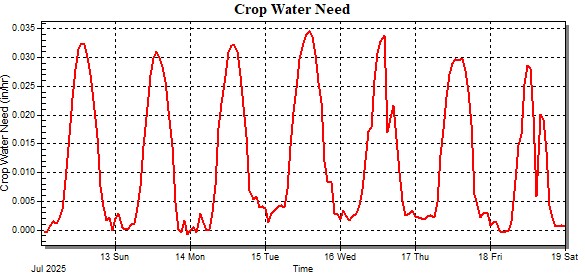 Crop Water Need
Crop Water Need (in/hr)
0.035
0.030
0.025
0.020
0.015
0.010
0.005
0.000
13 Sun
14 Mon
15 Tue
16 Wed
17 Thu
18 Fri
19 Sat
Jul 2025
Time